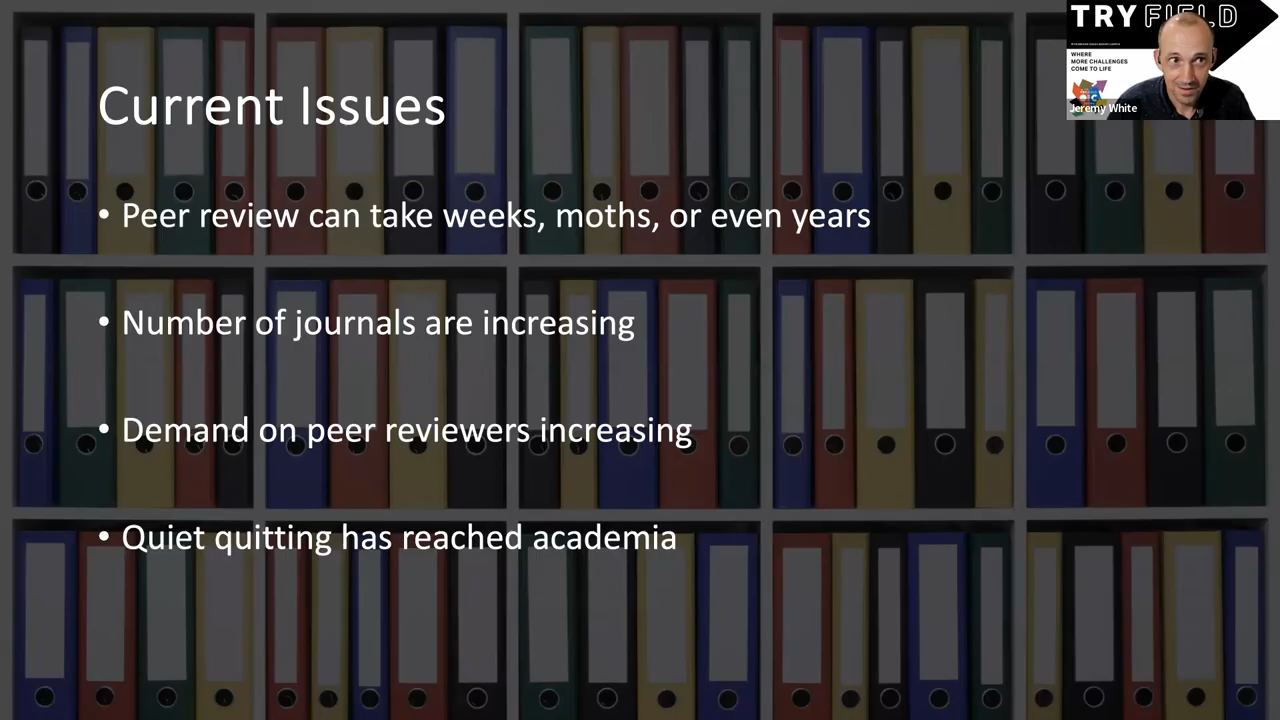 Current Issues
• Peer review can take weeks, moths, or even years
• Number of journals are increasing
• Demand on peer reviewers increasing
• Quiet quitting has reached academia
TRY FIELD
WHERE
MORE CHALLENGES
COME TO LIFE
Jeremy White